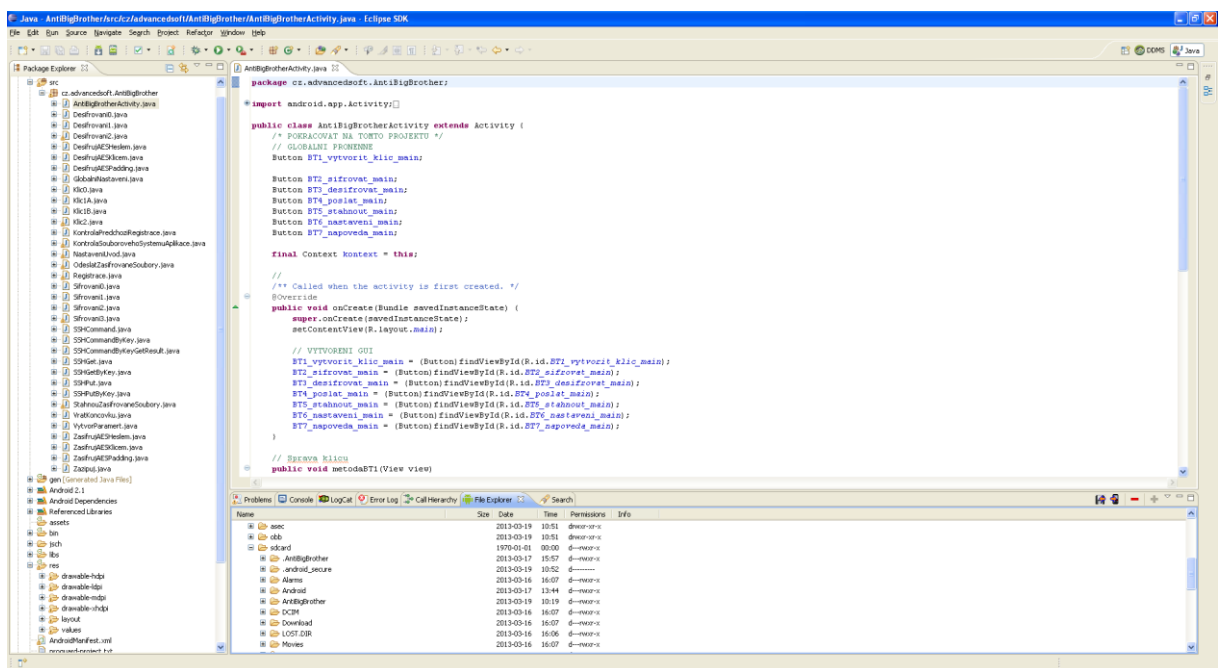 Java - AntiBigBrother/src/cz/advancedsoft/AntiBigBrother/AntiBigBrotherActivity.java - Eclipse SDK
File Edit Run Source Navigate Search Project Refactor Window Help
DDMS Java
Package Explorer
src
cz.advancedsoft.AntiBigBrother
AntiBigBrotherActivity.java
Desifrovani0.java
Desifrovani1.java
Desifrovani2.java
DesifrujAESHeslem.java
DesifrujAESKlicem.java
DesifrujAESPadding.java
GlobalniNastaveni.java
Klic0.java
Klic1A.java
Klic1B.java
Klic2.java
KontrolaPredchoziRegistrace.java
KontrolaSouborovehoSystemuAplikace.java
NastaveniUvod.java
OdeslatZasifrovaneSoubory.java
Registrace.java
Sifrovani0.java
Sifrovani1.java
Sifrovani2.java
Sifrovani3.java
SSHCommand.java
SSHCommandByKey.java
SSHCommandByKeyGetResult.java
SSHGet.java
SSHGetByKey.java
SSHPut.java
SSHPutByKey.java
StahnouZasifrovaneSoubory.java
VratKoncovku.java
VytvorParamert.java
ZasifrujAESHeslem.java
ZasifrujAESKlicem.java
ZasifrujAESPadding.java
Zazipuj.java
gen [Generated Java Files]
Android 2.1
Android Dependencies
Referenced Libraries
assets
bin
jsch
libs
res
drawable-hdpi
drawable-ldpi
drawable-mdpi
drawable-xhdpi
layout
values
AndroidManifest.xml
proguard-project.txt
AntiBigBrotherActivity.java
package cz.advancedsoft.AntiBigBrother;
import android.app.Activity;
public class AntiBigBrotherActivity extends Activity {
/* POKRACOVAT NA TOMTO PROJEKTU */
// GLOBALNI PRONENNE
Button BT1_vytvorit_klic_main;
Button BT2_sifrovat_main;
Button BT3_desifrovat_main;
Button BT4_poslat_main;
Button BT5_stahnout_main;
Button BT6_nastaveni_main;
Button BT7_napoveda_main;
final Context kontext = this;
//
/** Called when the activity is first created. */
@Override
public void onCreate(Bundle savedInstanceState) {
super.onCreate(savedInstanceState);
setContentView(R.layout.main);
// VYTVORENI GUI
BT1_vytvorit_klic_main = (Button)findViewById(R.id.BT1_vytvorit_klic_main);
BT2_sifrovat_main = (Button)findViewById(R.id.BT2_sifrovat_main);
BT3_desifrovat_main = (Button)findViewById(R.id.BT3_desifrovat_main);
BT4_poslat_main = (Button)findViewById(R.id.BT4_poslat_main);
BT5_stahnout_main = (Button)findViewById(R.id.BT5_stahnout_main);
BT6_nastaveni_main = (Button)findViewById(R.id.BT6_nastaveni_main);
BT7_napoveda_main = (Button)findViewById(R.id.BT7_napoveda_main);
}
// Sprava klicu
public void metodaBT1(View view)
Problems Console LogCat Error Log Call Hierarchy File Explorer Search
Name Size Date Time Permissions Info
asec 2013-03-19 10:51 drwxr-xr-x
obb 2013-03-19 10:51 drwxr-xr-x
sdcard 1970-01-01 00:00 d---rwxr-x
.AntiBigBrother 2013-03-17 15:57 d---rwxr-x
.android_secure 2013-03-19 10:52 d---------
Alarms 2013-03-16 16:07 d---rwxr-x
Android 2013-03-17 13:44 d---rwxr-x
AntiBigBrother 2013-03-19 10:19 d---rwxr-x
DCIM 2013-03-16 16:07 d---rwxr-x
Download 2013-03-16 16:07 d---rwxr-x
LOST.DIR 2013-03-16 16:06 d---rwxr-x
Movies 2013-03-16 16:07 d---rwxr-x